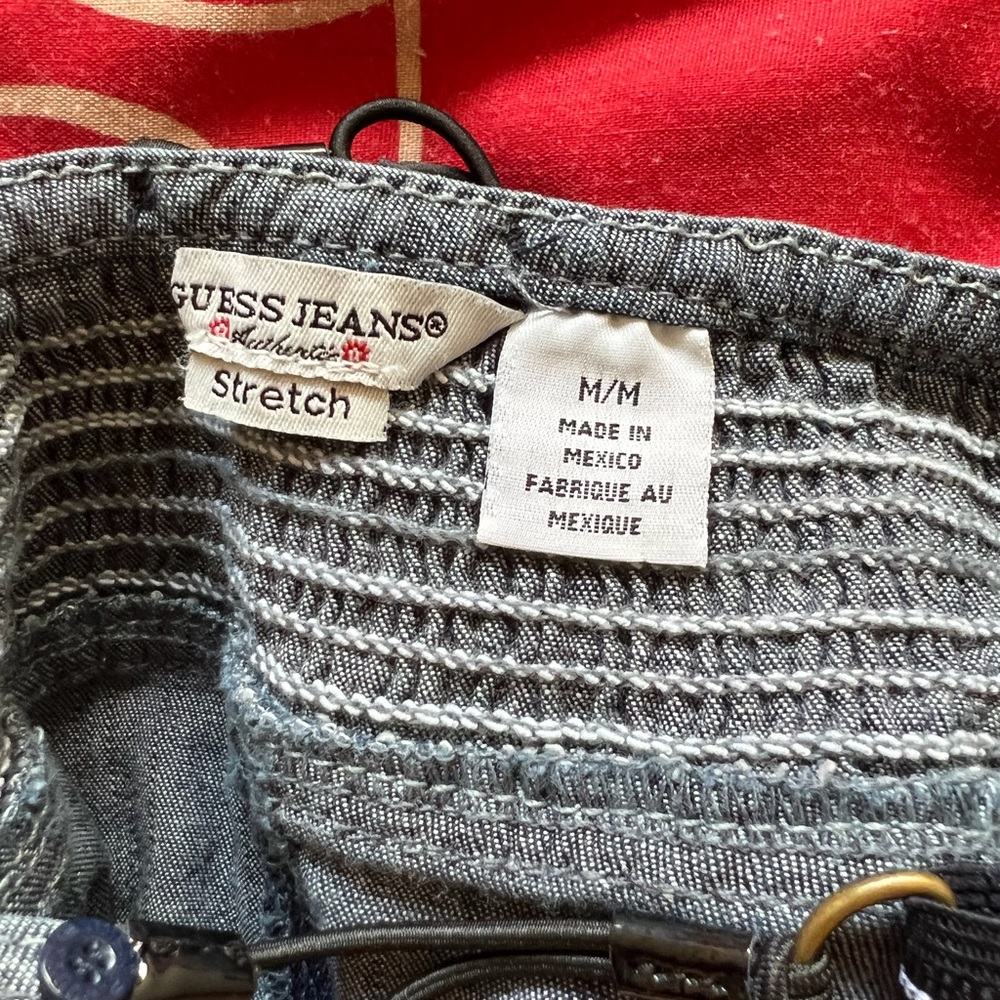 GUESS JEANS®
Authentic
Stretch
M/M
MADE IN
MEXICO
FABRIQUE AU
MEXIQUE